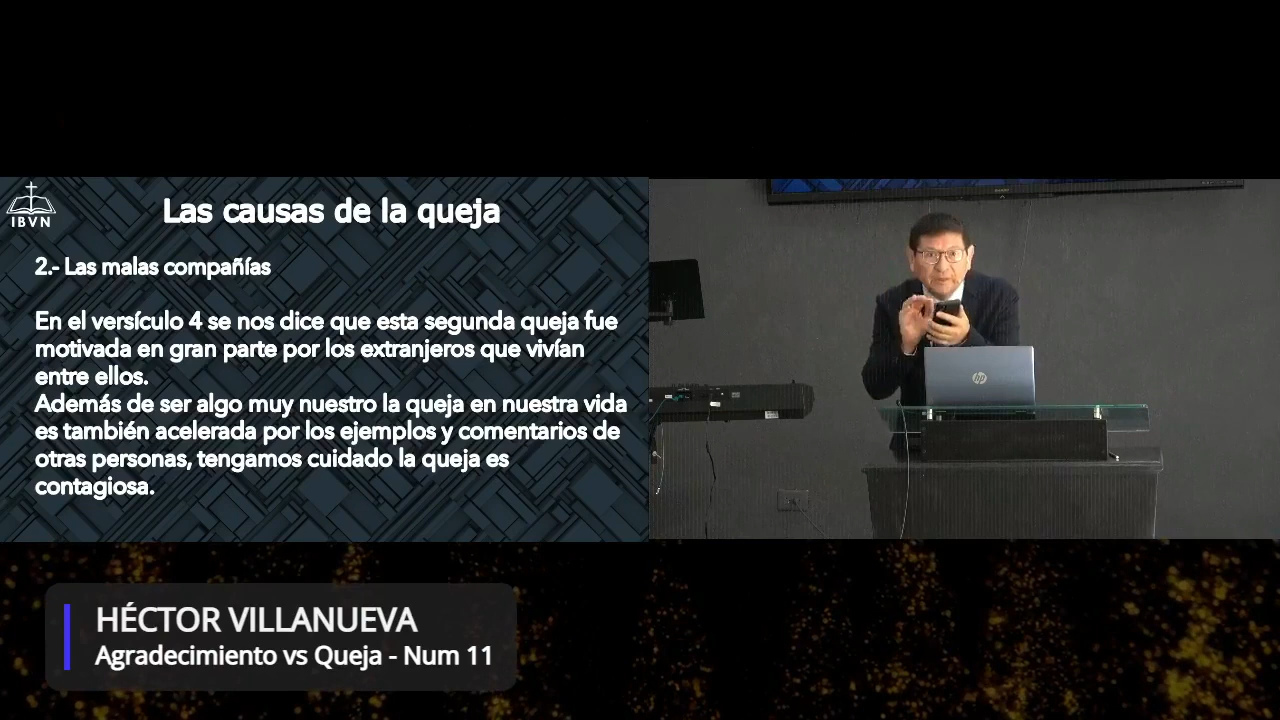 IBVN
Las causas de la queja
2.- Las malas compañías
En el versículo 4 se nos dice que esta segunda queja fue
motivada en gran parte por los extranjeros que vivían
entre ellos.
Además de ser algo muy nuestro la queja en nuestra vida
es también acelerada por los ejemplos y comentarios de
otras personas, tengamos cuidado la queja es
contagiosa.
hp
HÉCTOR VILLANUEVA
Agradecimiento vs Queja - Num 11